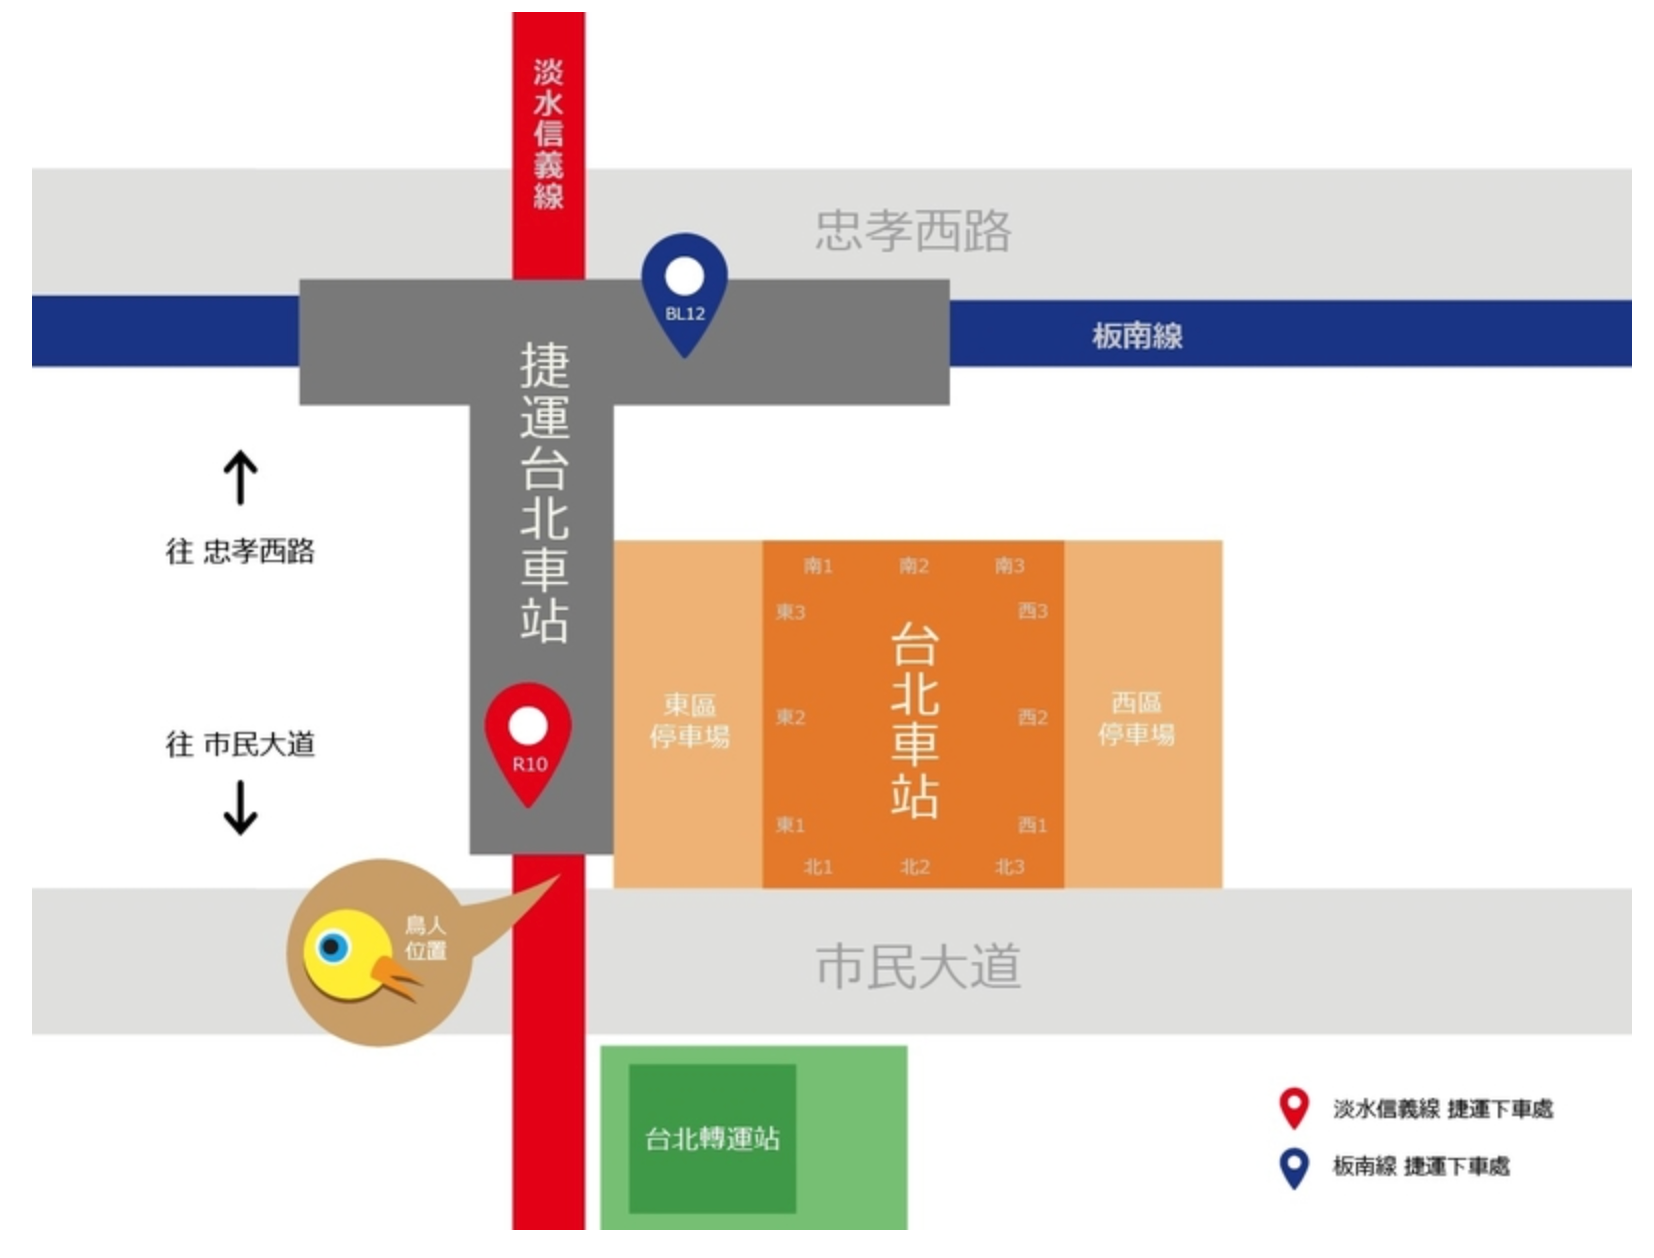 淡水信義線
忠孝西路
BL12
板南線
捷運台北車站
往 忠孝西路
南1 南2 南3
東3 西3
台北車站
東區
停車場
西區
停車場
東2 西2
往 市民大道
R10
東1 西1
北1 北2 北3
鳥人
位置
市民大道
台北轉運站
淡水信義線 捷運下車處
板南線 捷運下車處